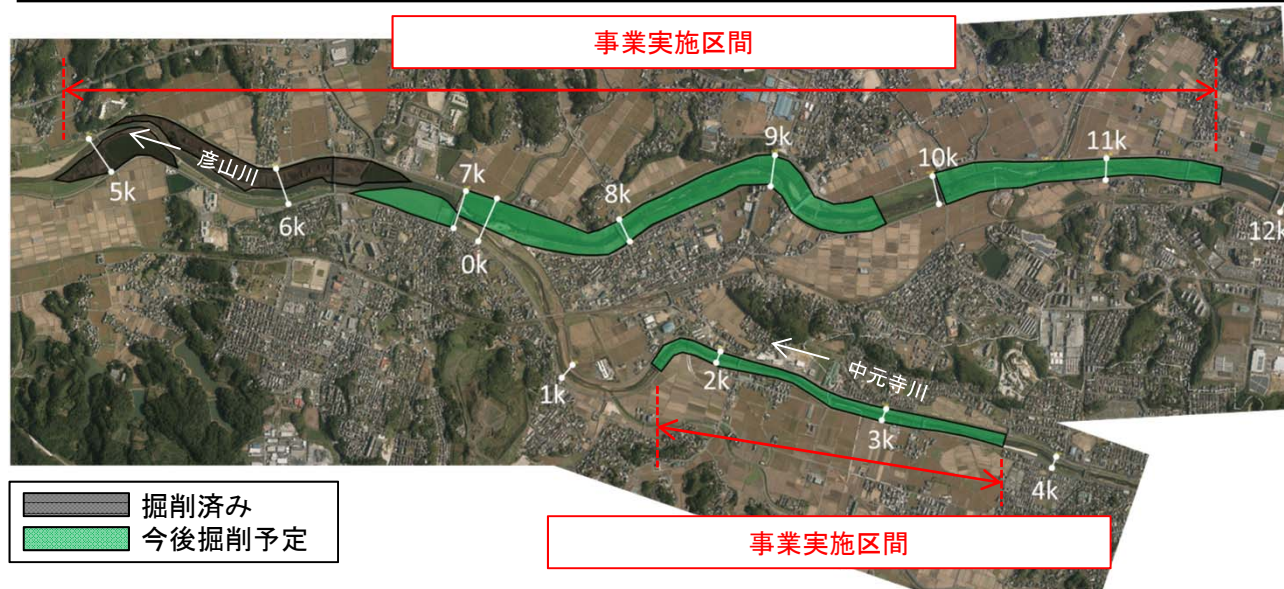 事業実施区間
彦山川
5k
6k
7k
0k
8k
9k
10k
11k
12k
1k
2k
中元寺川
3k
4k
事業実施区間
掘削済み
今後掘削予定